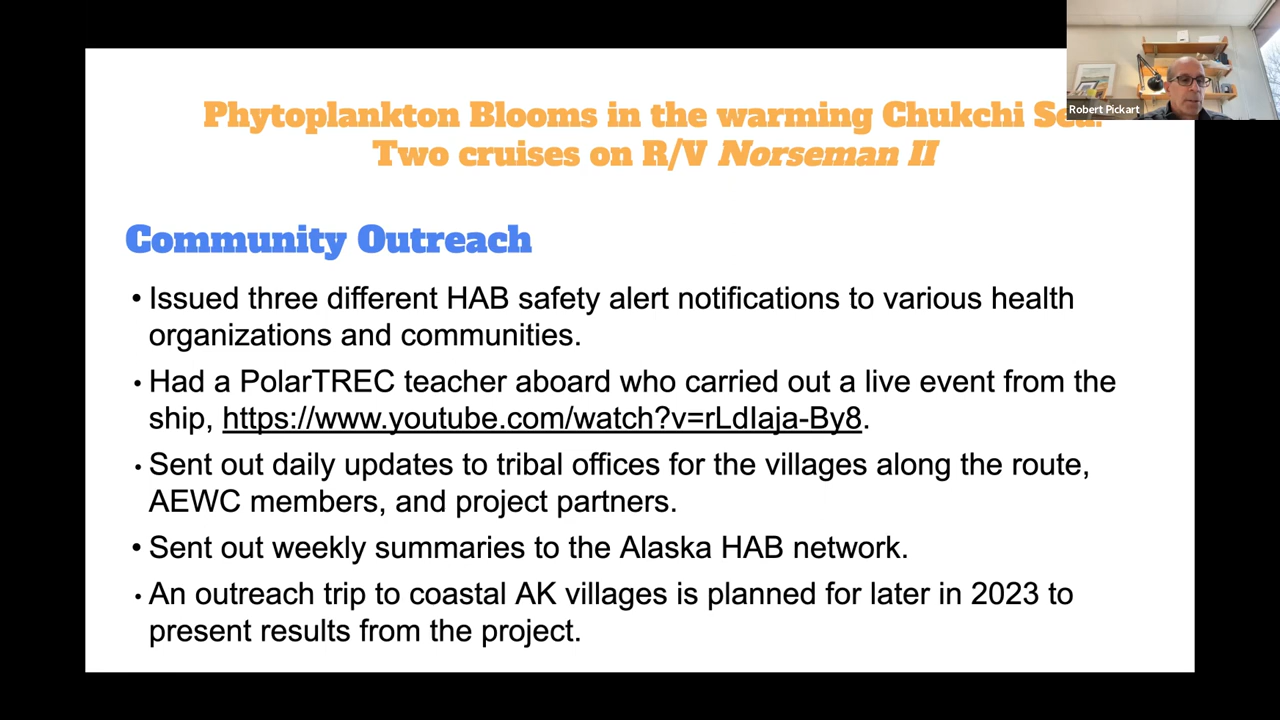 Phytoplankton Blooms in the warming Chukchi
Two cruises on R/V Norseman II
Robert Pickart
Community Outreach
• Issued three different HAB safety alert notifications to various health
organizations and communities.
• Had a PolarTREC teacher aboard who carried out a live event from the
ship, https://www.youtube.com/watch?v=rLdIaja-By8.
• Sent out daily updates to tribal offices for the villages along the route,
AEWC members, and project partners.
• Sent out weekly summaries to the Alaska HAB network.
• An outreach trip to coastal AK villages is planned for later in 2023 to
present results from the project.